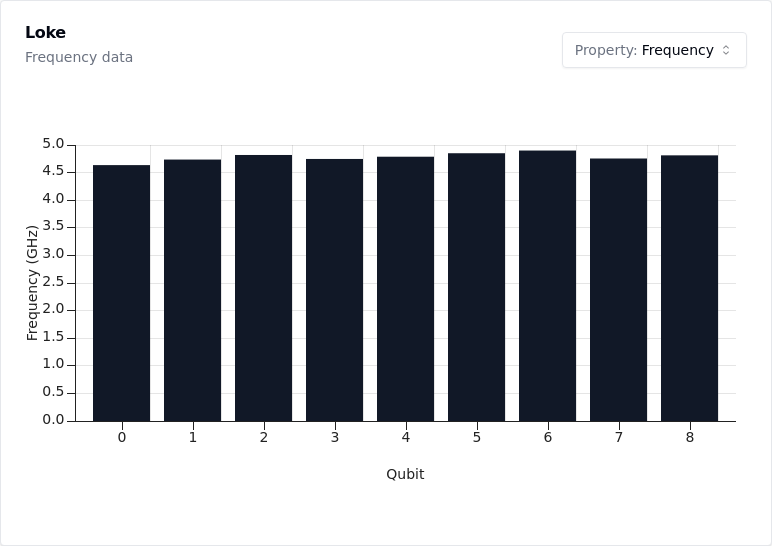 Loke
Frequency data
Property: Frequency
Frequency (GHz)
5.0
4.5
4.0
3.5
3.0
2.5
2.0
1.5
1.0
0.5
0.0
0 1 2 3 4 5 6 7 8
Qubit